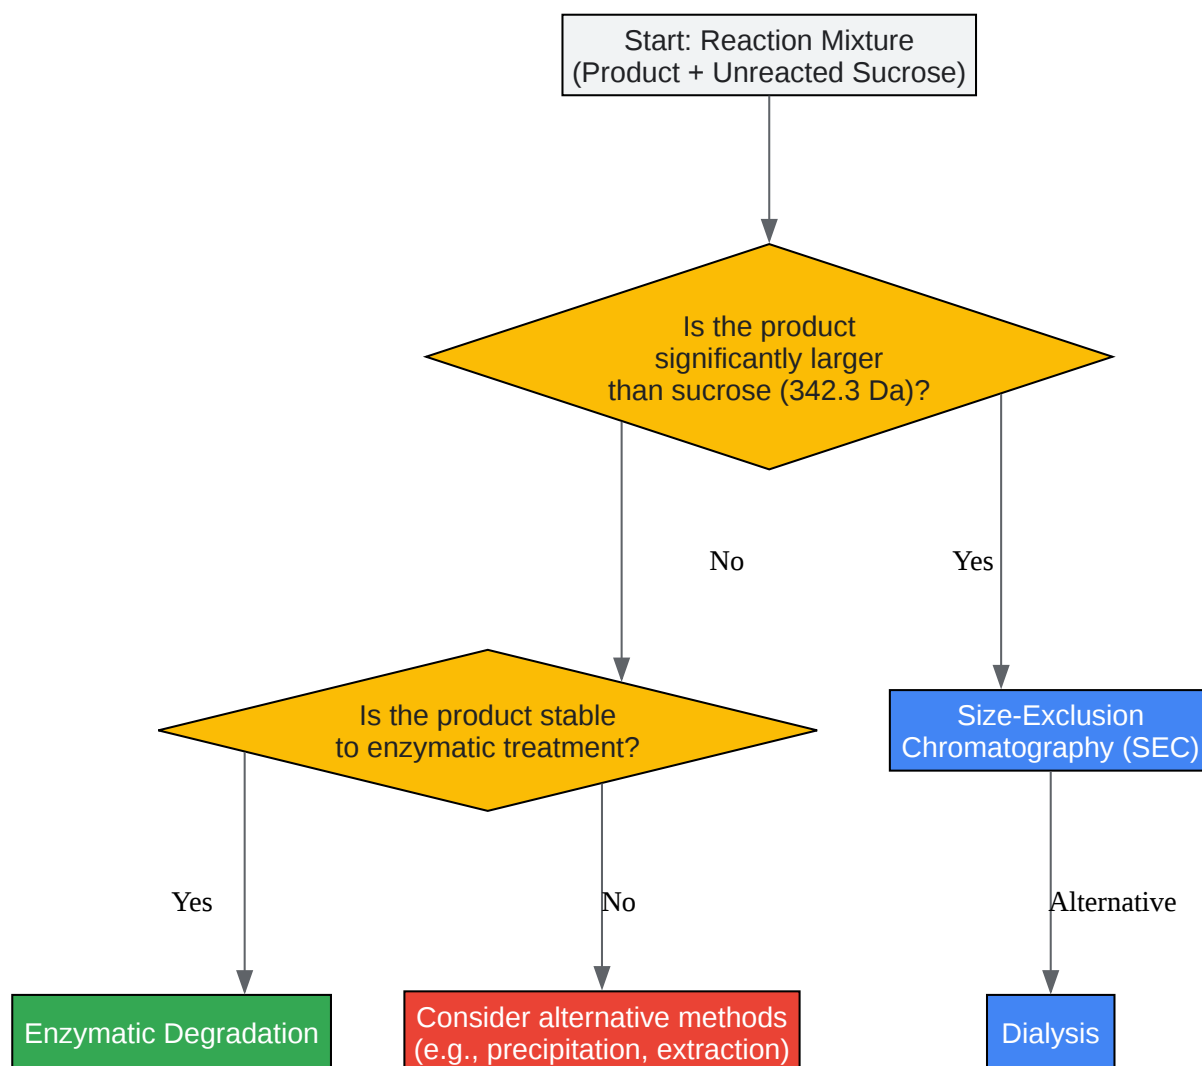 Start: Reaction Mixture
(Product + Unreacted Sucrose)
Is the product
significantly larger
than sucrose (342.3 Da)?
No
Yes
Is the product stable
to enzymatic treatment?
Size-Exclusion
Chromatography (SEC)
Yes
No
Alternative
Enzymatic Degradation
Consider alternative methods
(e.g., precipitation, extraction)
Dialysis